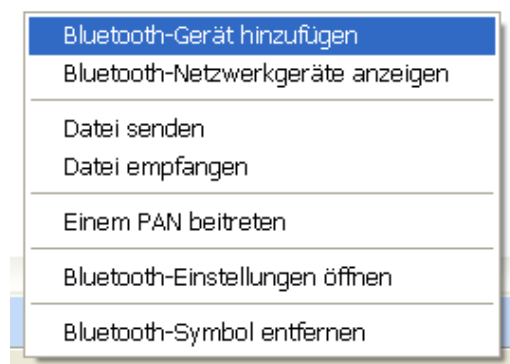 Bluetooth-Gerät hinzufügen
Bluetooth-Netzwerkgeräte anzeigen
Datei senden
Datei empfangen
Einem PAN beitreten
Bluetooth-Einstellungen öffnen
Bluetooth-Symbol entfernen